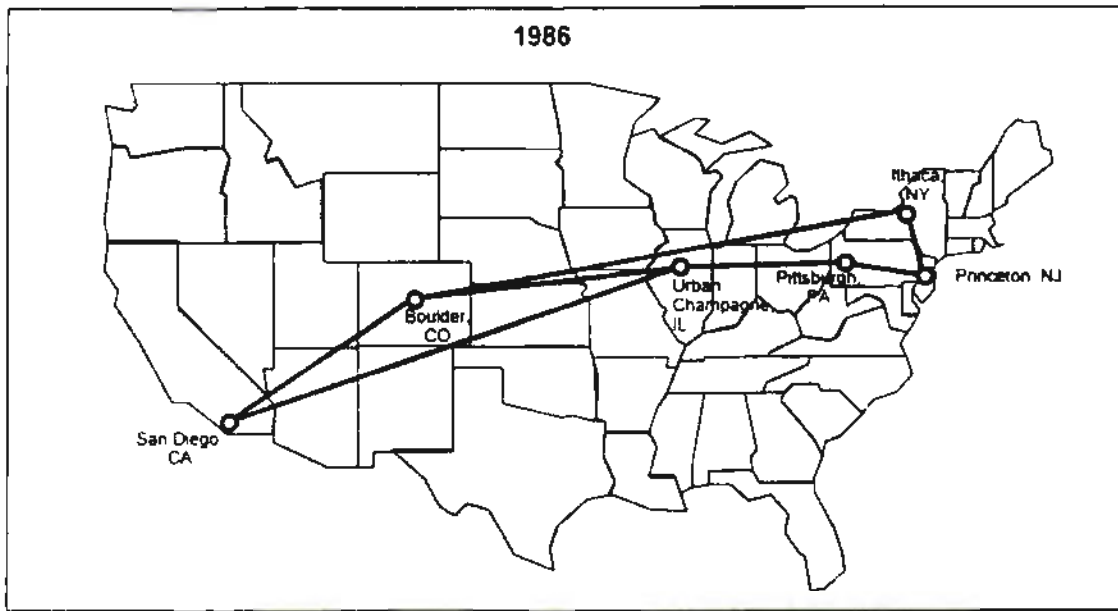 1986
Ithaca,
NY
Princeton NJ
Pittsburgh,
PA
Urban
Champagne,
IL
Boulder,
CO
San Diego
CA